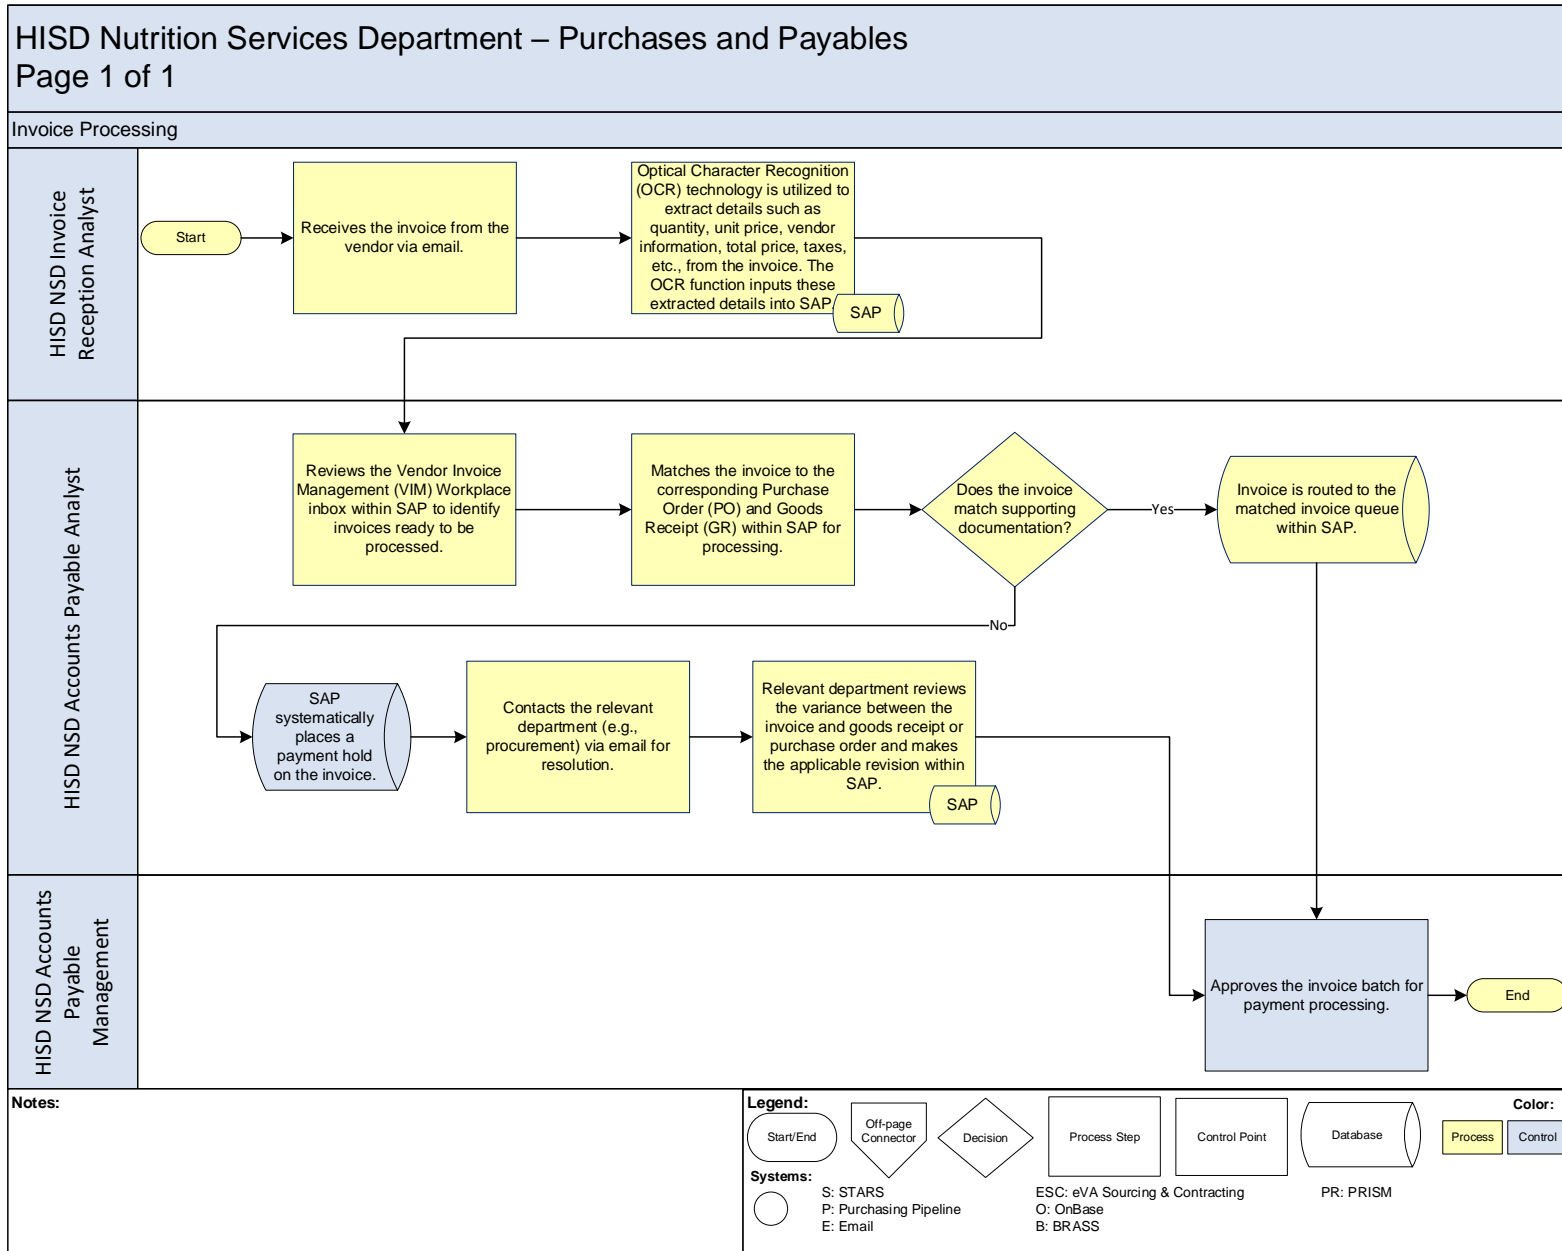 HISD Nutrition Services Department – Purchases and Payables
Page 1 of 1
Invoice Processing
HISD NSD Invoice
Reception Analyst
Start
Receives the invoice from the
vendor via email.
Optical Character Recognition
(OCR) technology is utilized to
extract details such as
quantity, unit price, vendor
information, total price, taxes,
etc., from the invoice. The
OCR function inputs these
extracted details into SAP.
SAP
HISD NSD Accounts Payable Analyst
Reviews the Vendor Invoice
Management (VIM) Workplace
inbox within SAP to identify
invoices ready to be
processed.
Matches the invoice to the
corresponding Purchase
Order (PO) and Goods
Receipt (GR) within SAP for
processing.
Does the invoice
match supporting
documentation?
Yes
Invoice is routed to the
matched invoice queue
within SAP.
No
SAP
systematically
places a
payment hold
on the invoice.
Contacts the relevant
department (e.g.,
procurement) via email for
resolution.
Relevant department reviews
the variance between the
invoice and goods receipt or
purchase order and makes
the applicable revision within
SAP.
SAP
HISD NSD Accounts
Payable
Management
Approves the invoice batch for
payment processing.
End
Notes:
Legend:
Start/End
Off-page
Connector
Decision
Process Step
Control Point
Database
Color:
Process
Control
Systems:
S: STARS
P: Purchasing Pipeline
E: Email
ESC: eVA Sourcing & Contracting
O: OnBase
B: BRASS
PR: PRISM